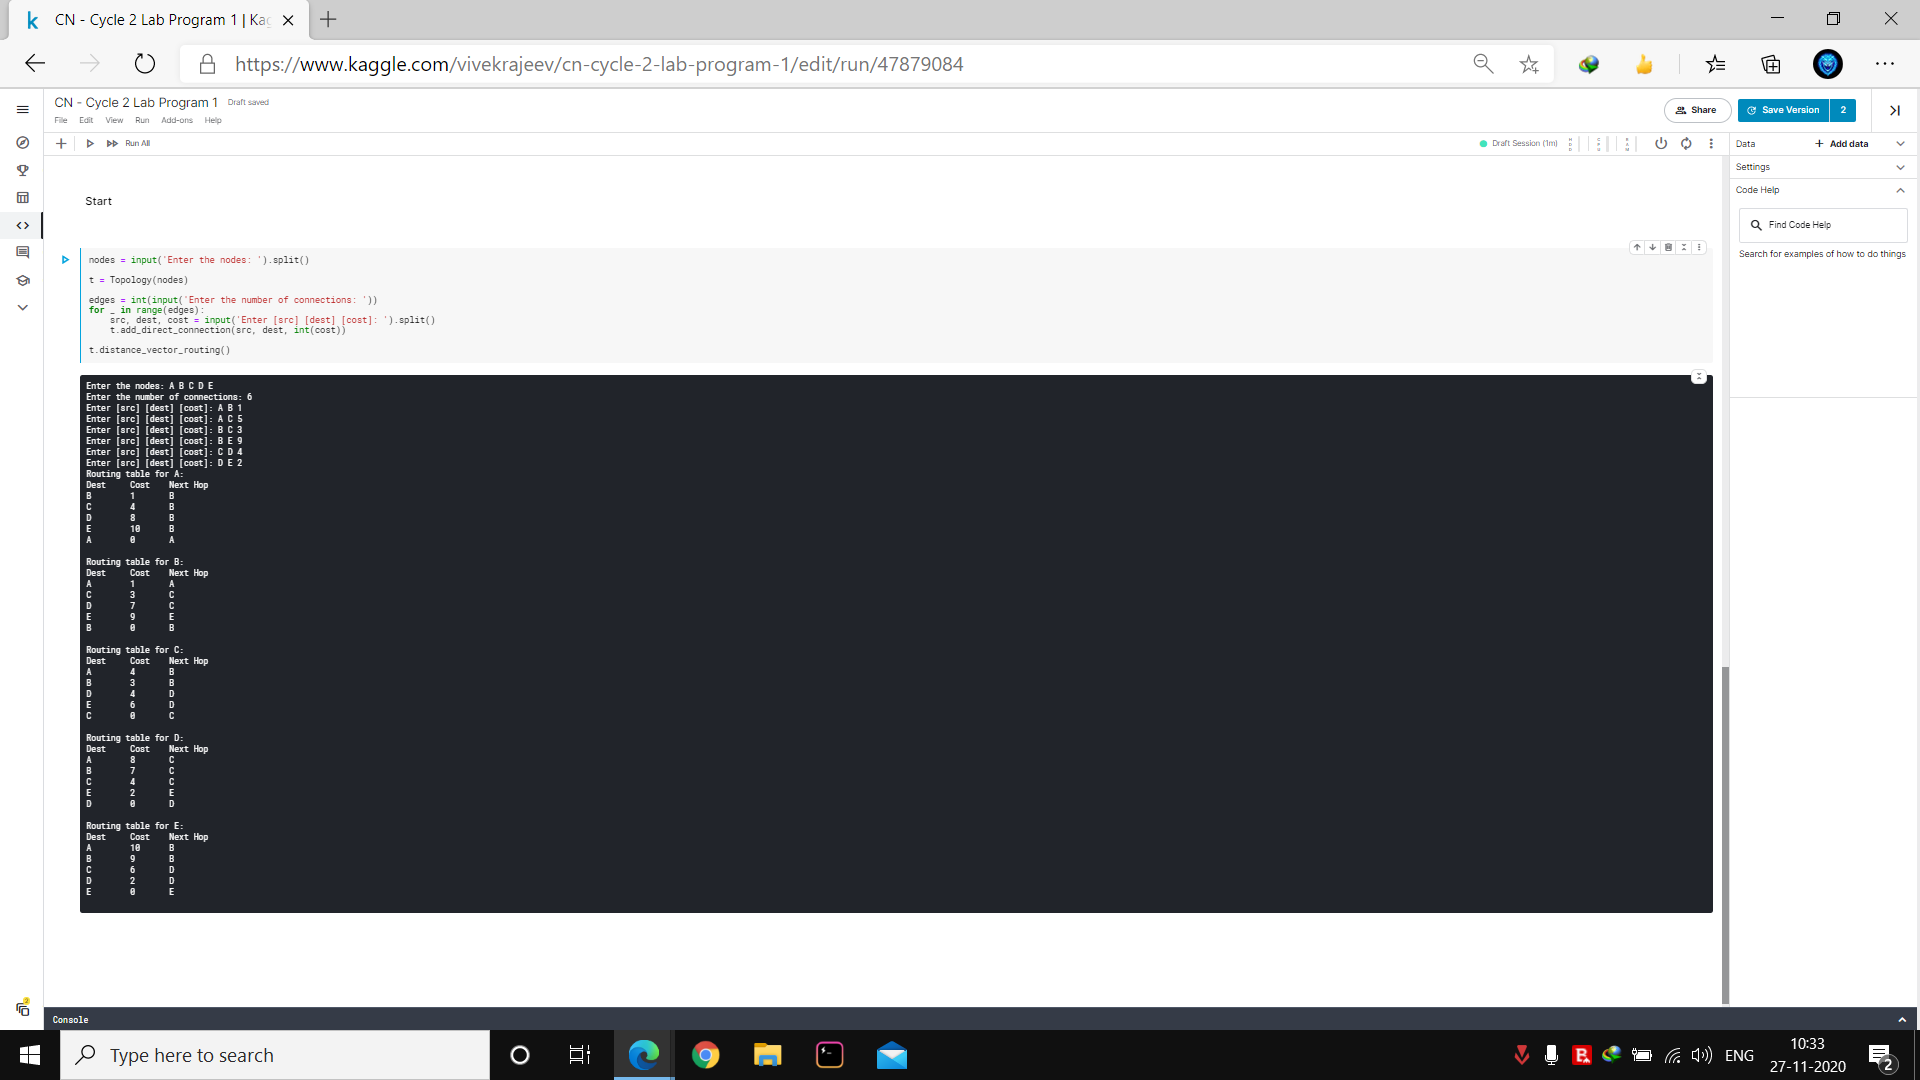 CN - Cycle 2 Lab Program 1 | Kag
https://www.kaggle.com/vivekrajeev/cn-cycle-2-lab-program-1/edit/run/47879084
CN - Cycle 2 Lab Program 1 Draft saved
File Edit View Run Add-ons Help
Share
Save Version 2
Run All
Draft Session (1m)
Data
Add data
Settings
Code Help
Find Code Help
Search for examples of how to do things
Start
nodes = input('Enter the nodes: ').split()
t = Topology(nodes)
edges = int(input('Enter the number of connections: '))
for _ in range(edges):
src, dest, cost = input('Enter [src] [dest] [cost]: ').split()
t.add_direct_connection(src, dest, int(cost))
t.distance_vector_routing()
Enter the nodes: A B C D E
Enter the number of connections: 6
Enter [src] [dest] [cost]: A B 1
Enter [src] [dest] [cost]: A C 5
Enter [src] [dest] [cost]: B C 3
Enter [src] [dest] [cost]: B E 9
Enter [src] [dest] [cost]: C D 4
Enter [src] [dest] [cost]: D E 2
Routing table for A:
Dest Cost Next Hop
B 1 B
C 4 B
D 8 B
E 10 B
A 0 A
Routing table for B:
Dest Cost Next Hop
A 1 A
C 3 C
D 7 C
E 9 E
B 0 B
Routing table for C:
Dest Cost Next Hop
A 4 B
B 3 B
D 4 D
E 6 D
C 0 C
Routing table for D:
Dest Cost Next Hop
A 8 C
B 7 C
C 4 C
E 2 E
D 0 D
Routing table for E:
Dest Cost Next Hop
A 10 B
B 9 B
C 6 D
D 2 D
E 0 E
Console
Type here to search
ENG
10:33
27-11-2020
2